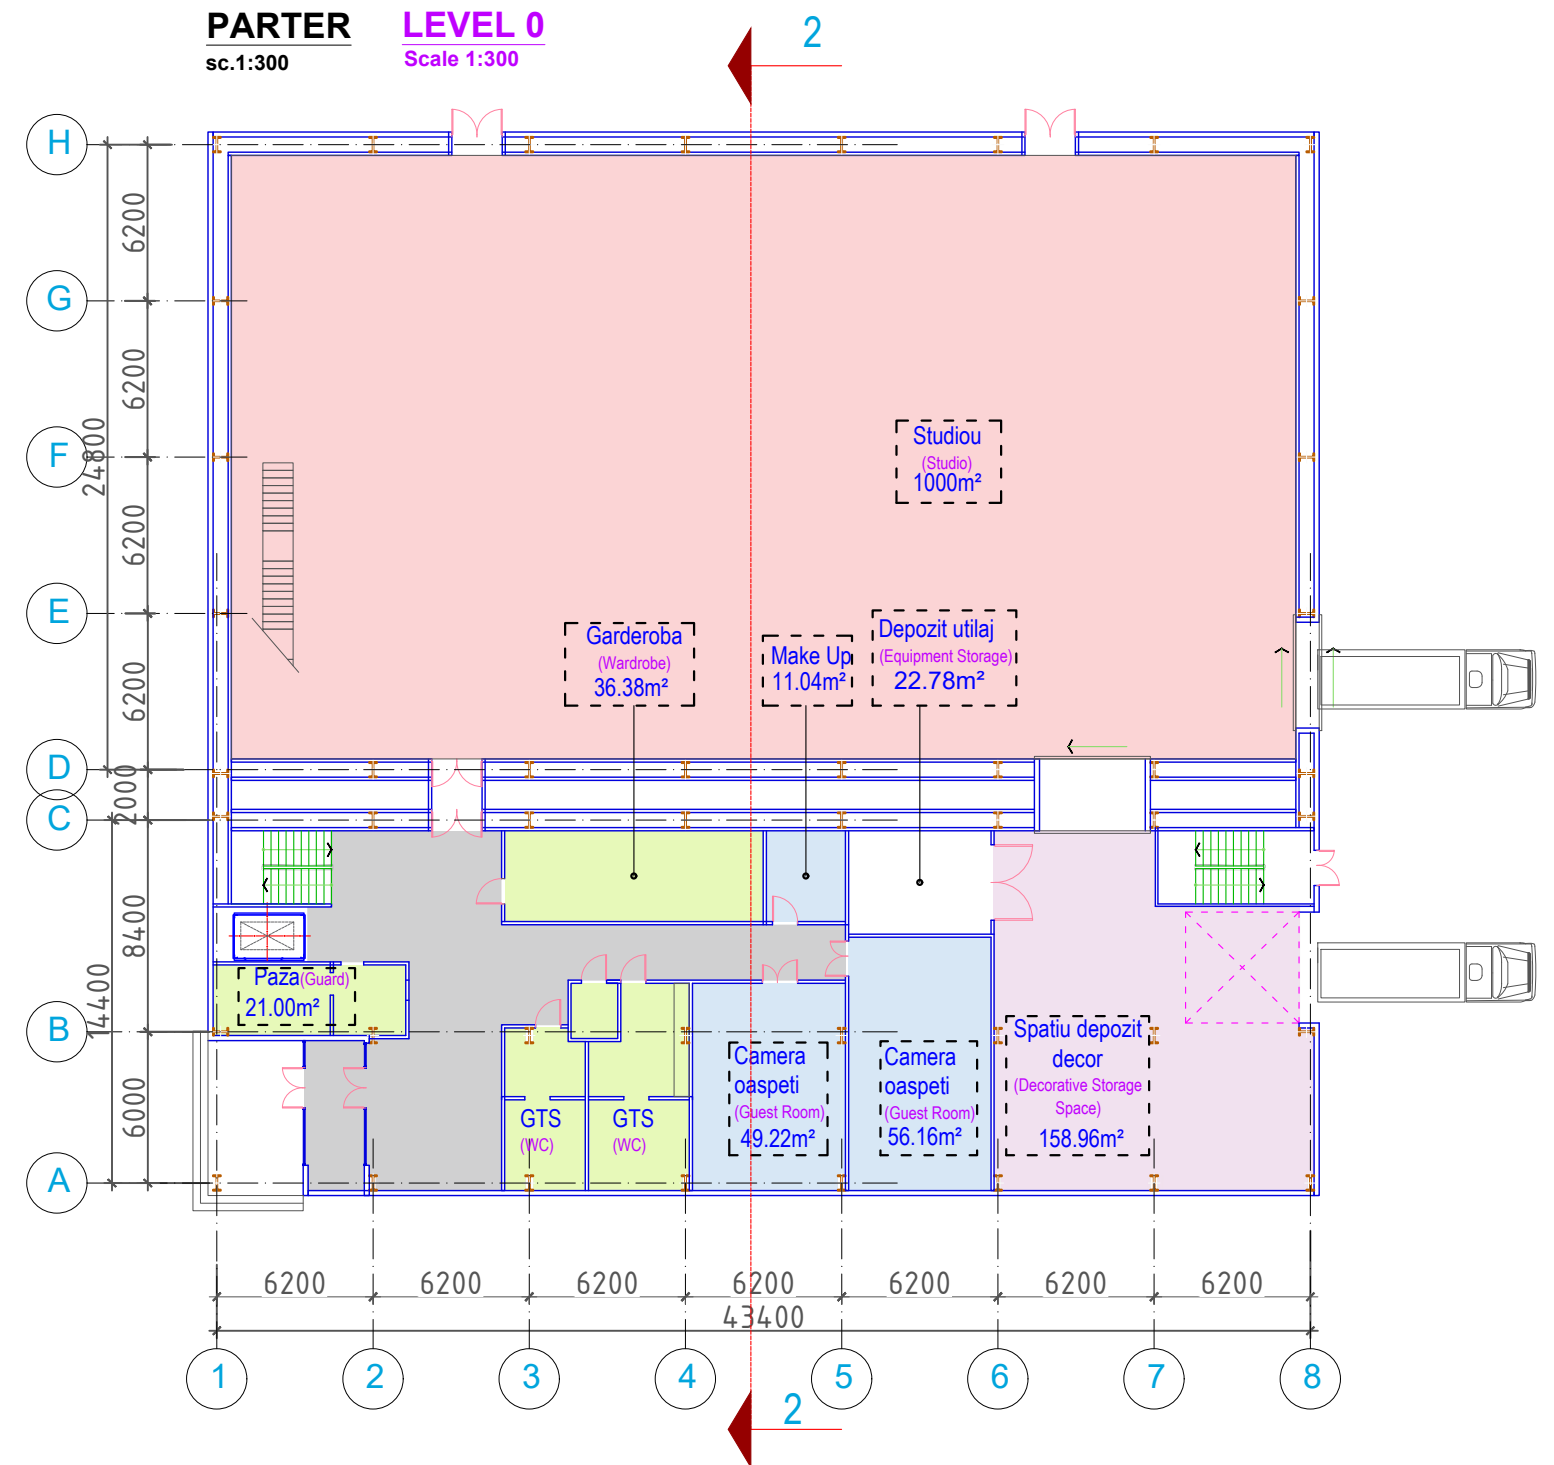 PARTER
sc.1:300
LEVEL 0
Scale 1:300
2
H
G
F
E
D
C
B
A
6200
6200
6200
6200
24800
2000
8400
14400
6000
Studiou
(Studio)
1000m²
Garderoba
(Wardrobe)
36.38m²
Make Up
11.04m²
Depozit utilaj
(Equipment Storage)
22.78m²
Paza(Guard)
21.00m²
GTS
(WC)
GTS
(WC)
Camera
oaspeti
(Guest Room)
49.22m²
Camera
oaspeti
(Guest Room)
56.16m²
Spatiu depozit
decor
(Decorative Storage
Space)
158.96m²
6200 6200 6200 6200 6200 6200 6200
43400
1 2 3 4 5 6 7 8
2